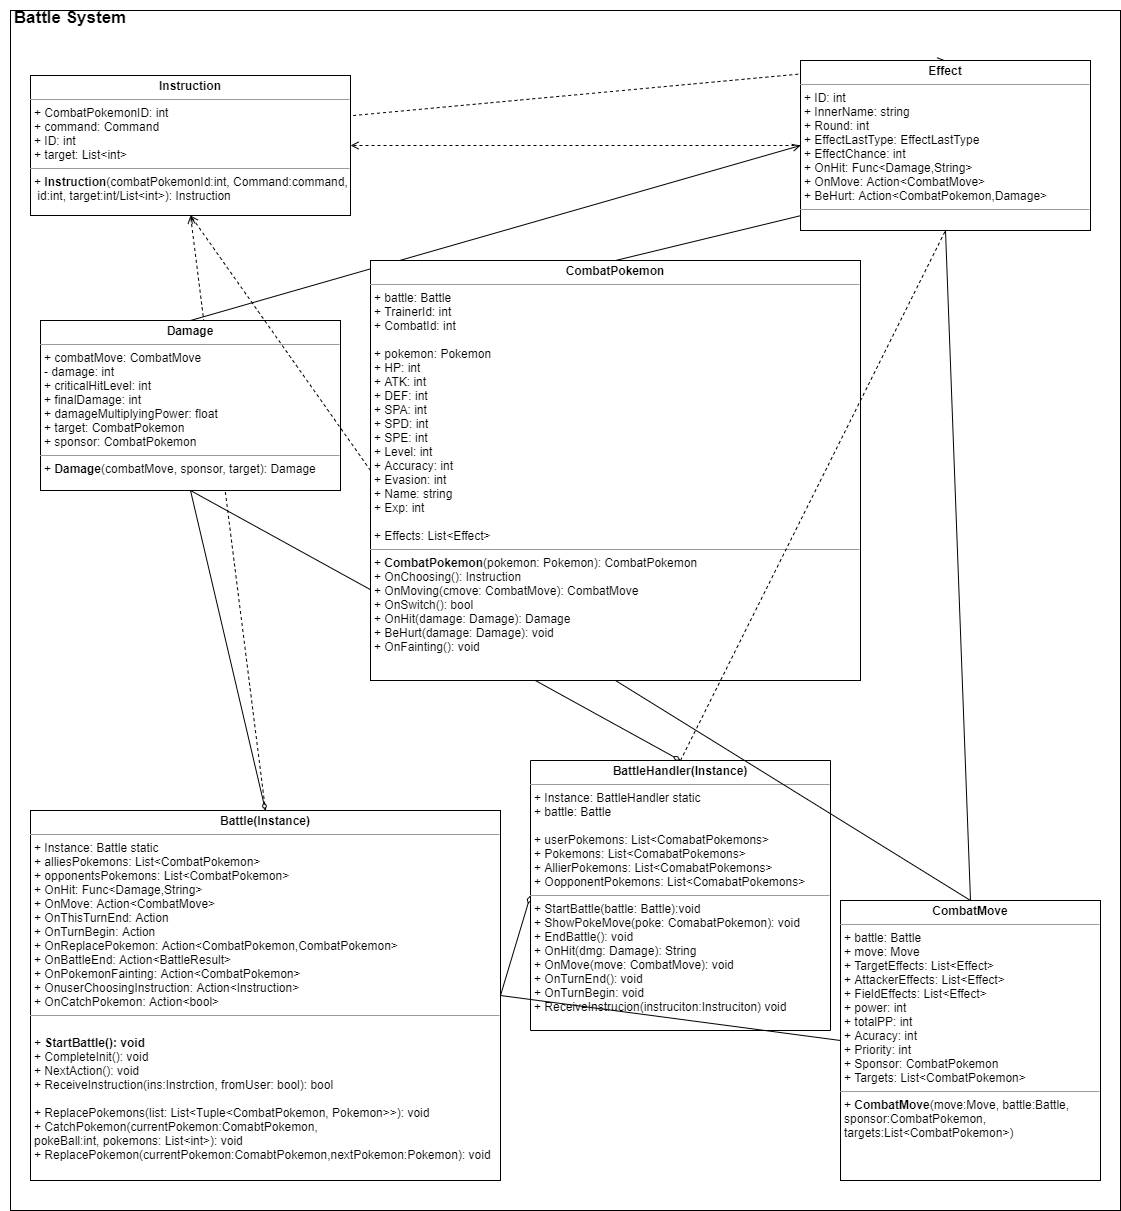 Battle System
Instruction
+ CombatPokemonID: int
+ command: Command
+ ID: int
+ target: List<int>
+ Instruction(combatPokemonId:int, Command:command,
id:int, target:int/List<int>): Instruction
Effect
+ ID: int
+ InnerName: string
+ Round: int
+ EffectLastType: EffectLastType
+ EffectChance: int
+ OnHit: Func<Damage,String>
+ OnMove: Action<CombatMove>
+ BeHurt: Action<CombatPokemon,Damage>
CombatPokemon
+ battle: Battle
+ TrainerId: int
+ CombatId: int
+ pokemon: Pokemon
+ HP: int
+ ATK: int
+ DEF: int
+ SPA: int
+ SPD: int
+ SPE: int
+ Level: int
+ Accuracy: int
+ Evasion: int
+ Name: string
+ Exp: int
+ Effects: List<Effect>
+ CombatPokemon(pokemon: Pokemon): CombatPokemon
+ OnChoosing(): Instruction
+ OnMoving(cmove: CombatMove): CombatMove
+ OnSwitch(): bool
+ OnHit(damage: Damage): Damage
+ BeHurt(damage: Damage): void
+ OnFainting(): void
Damage
+ combatMove: CombatMove
- damage: int
+ criticalHitLevel: int
+ finalDamage: int
+ damageMultiplyingPower: float
+ target: CombatPokemon
+ sponsor: CombatPokemon
+ Damage(combatMove, sponsor, target): Damage
BattleHandler(Instance)
+ Instance: BattleHandler static
+ battle: Battle
+ userPokemons: List<ComabatPokemons>
+ Pokemons: List<ComabatPokemons>
+ AllierPokemons: List<ComabatPokemons>
+ OopponentPokemons: List<ComabatPokemons>
+ StartBattle(battle: Battle):void
+ ShowPokeMove(poke: ComabatPokemon): void
+ EndBattle(): void
+ OnHit(dmg: Damage): String
+ OnMove(move: CombatMove): void
+ OnTurnEnd(): void
+ OnTurnBegin: void
+ ReceiveInstrucion(instruciton:Instruciton) void
Battle(Instance)
+ Instance: Battle static
+ alliesPokemons: List<CombatPokemon>
+ opponentsPokemons: List<CombatPokemon>
+ OnHit: Func<Damage,String>
+ OnMove: Action<CombatMove>
+ OnThisTurnEnd: Action
+ OnTurnBegin: Action
+ OnReplacePokemon: Action<CombatPokemon,CombatPokemon>
+ OnBattleEnd: Action<BattleResult>
+ OnPokemonFainting: Action<CombatPokemon>
+ OnuserChoosingInstruction: Action<Instruction>
+ OnCatchPokemon: Action<bool>
+ StartBattle(): void
+ CompleteInit(): void
+ NextAction(): void
+ ReceiveInstruction(ins:Instrction, fromUser: bool): bool
+ ReplacePokemons(list: List<Tuple<CombatPokemon, Pokemon>>): void
+ CatchPokemon(currentPokemon:ComabtPokemon,
pokeBall:int, pokemons: List<int>): void
+ ReplacePokemon(currentPokemon:ComabtPokemon,nextPokemon:Pokemon): void
CombatMove
+ battle: Battle
+ move: Move
+ TargetEffects: List<Effect>
+ AttackerEffects: List<Effect>
+ FieldEffects: List<Effect>
+ power: int
+ totalPP: int
+ Acuracy: int
+ Priority: int
+ Sponsor: CombatPokemon
+ Targets: List<CombatPokemon>
+ CombatMove(move:Move, battle:Battle,
sponsor:CombatPokemon,
targets:List<CombatPokemon>)